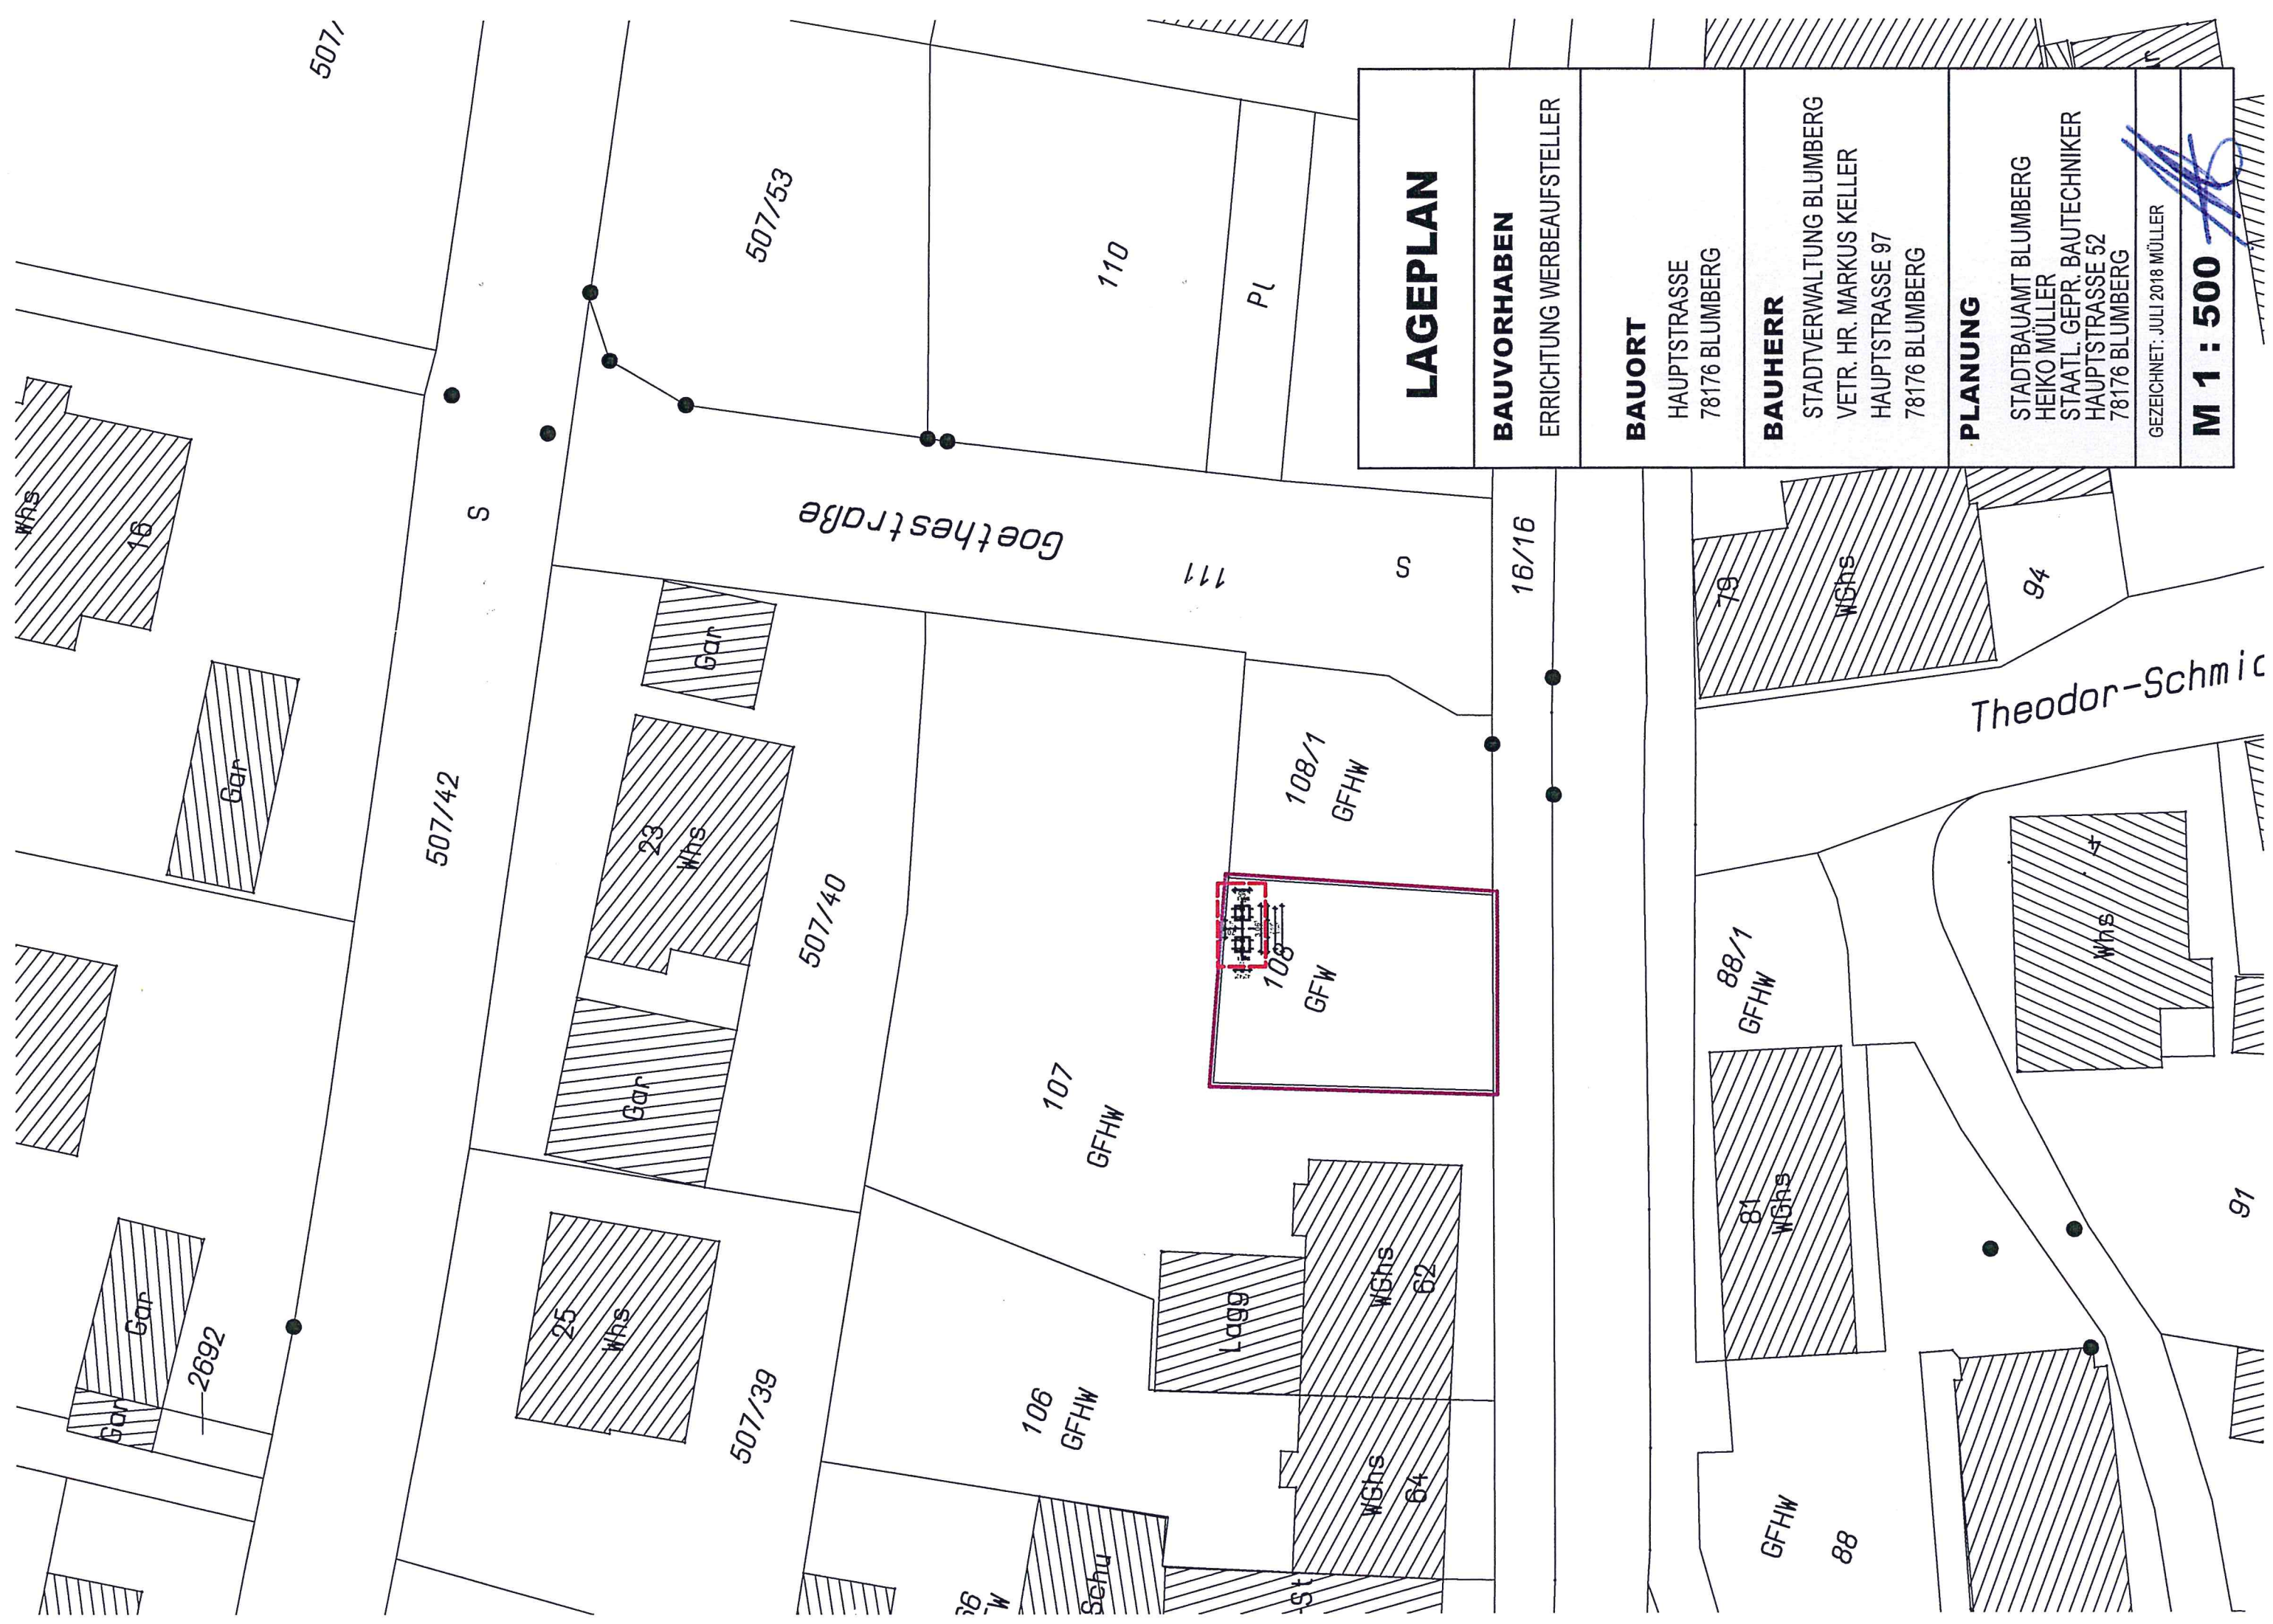 LAGEPLAN
BAUVORHABEN
ERRICHTUNG WERBEAUFSTELLER
BAUORT
HAUPTSTRASSE
78176 BLUMBERG
BAUHERR
STADTVERWALTUNG BLUMBERG
VETR. HR. MARKUS KELLER
HAUPTSTRASSE 97
78176 BLUMBERG
PLANUNG
STADTBAUAMT BLUMBERG
HEIKO MÜLLER
STAATL. GEPR. BAUTECHNIKER
HAUPTSTRASSE 52
78176 BLUMBERG
GEZEICHNET: JULI 2018 MÜLLER
M 1 : 500
507/
Whs
16
Gar
Gar
2692
Gar
S
507/42
507/53
110
Pl
Goethestraße
111
S
16/16
Gar
23
Whs
507/40
Gar
25
Whs
507/39
107
GFHW
106
GFHW
108/1
GFHW
108
GFW
Lagg
WGhs
62
WGhs
64
Schu
-St
79
WGhs
94
Theodor-Schmid
88/1
GFHW
4
Whs
81
WGhs
91
GFHW
88